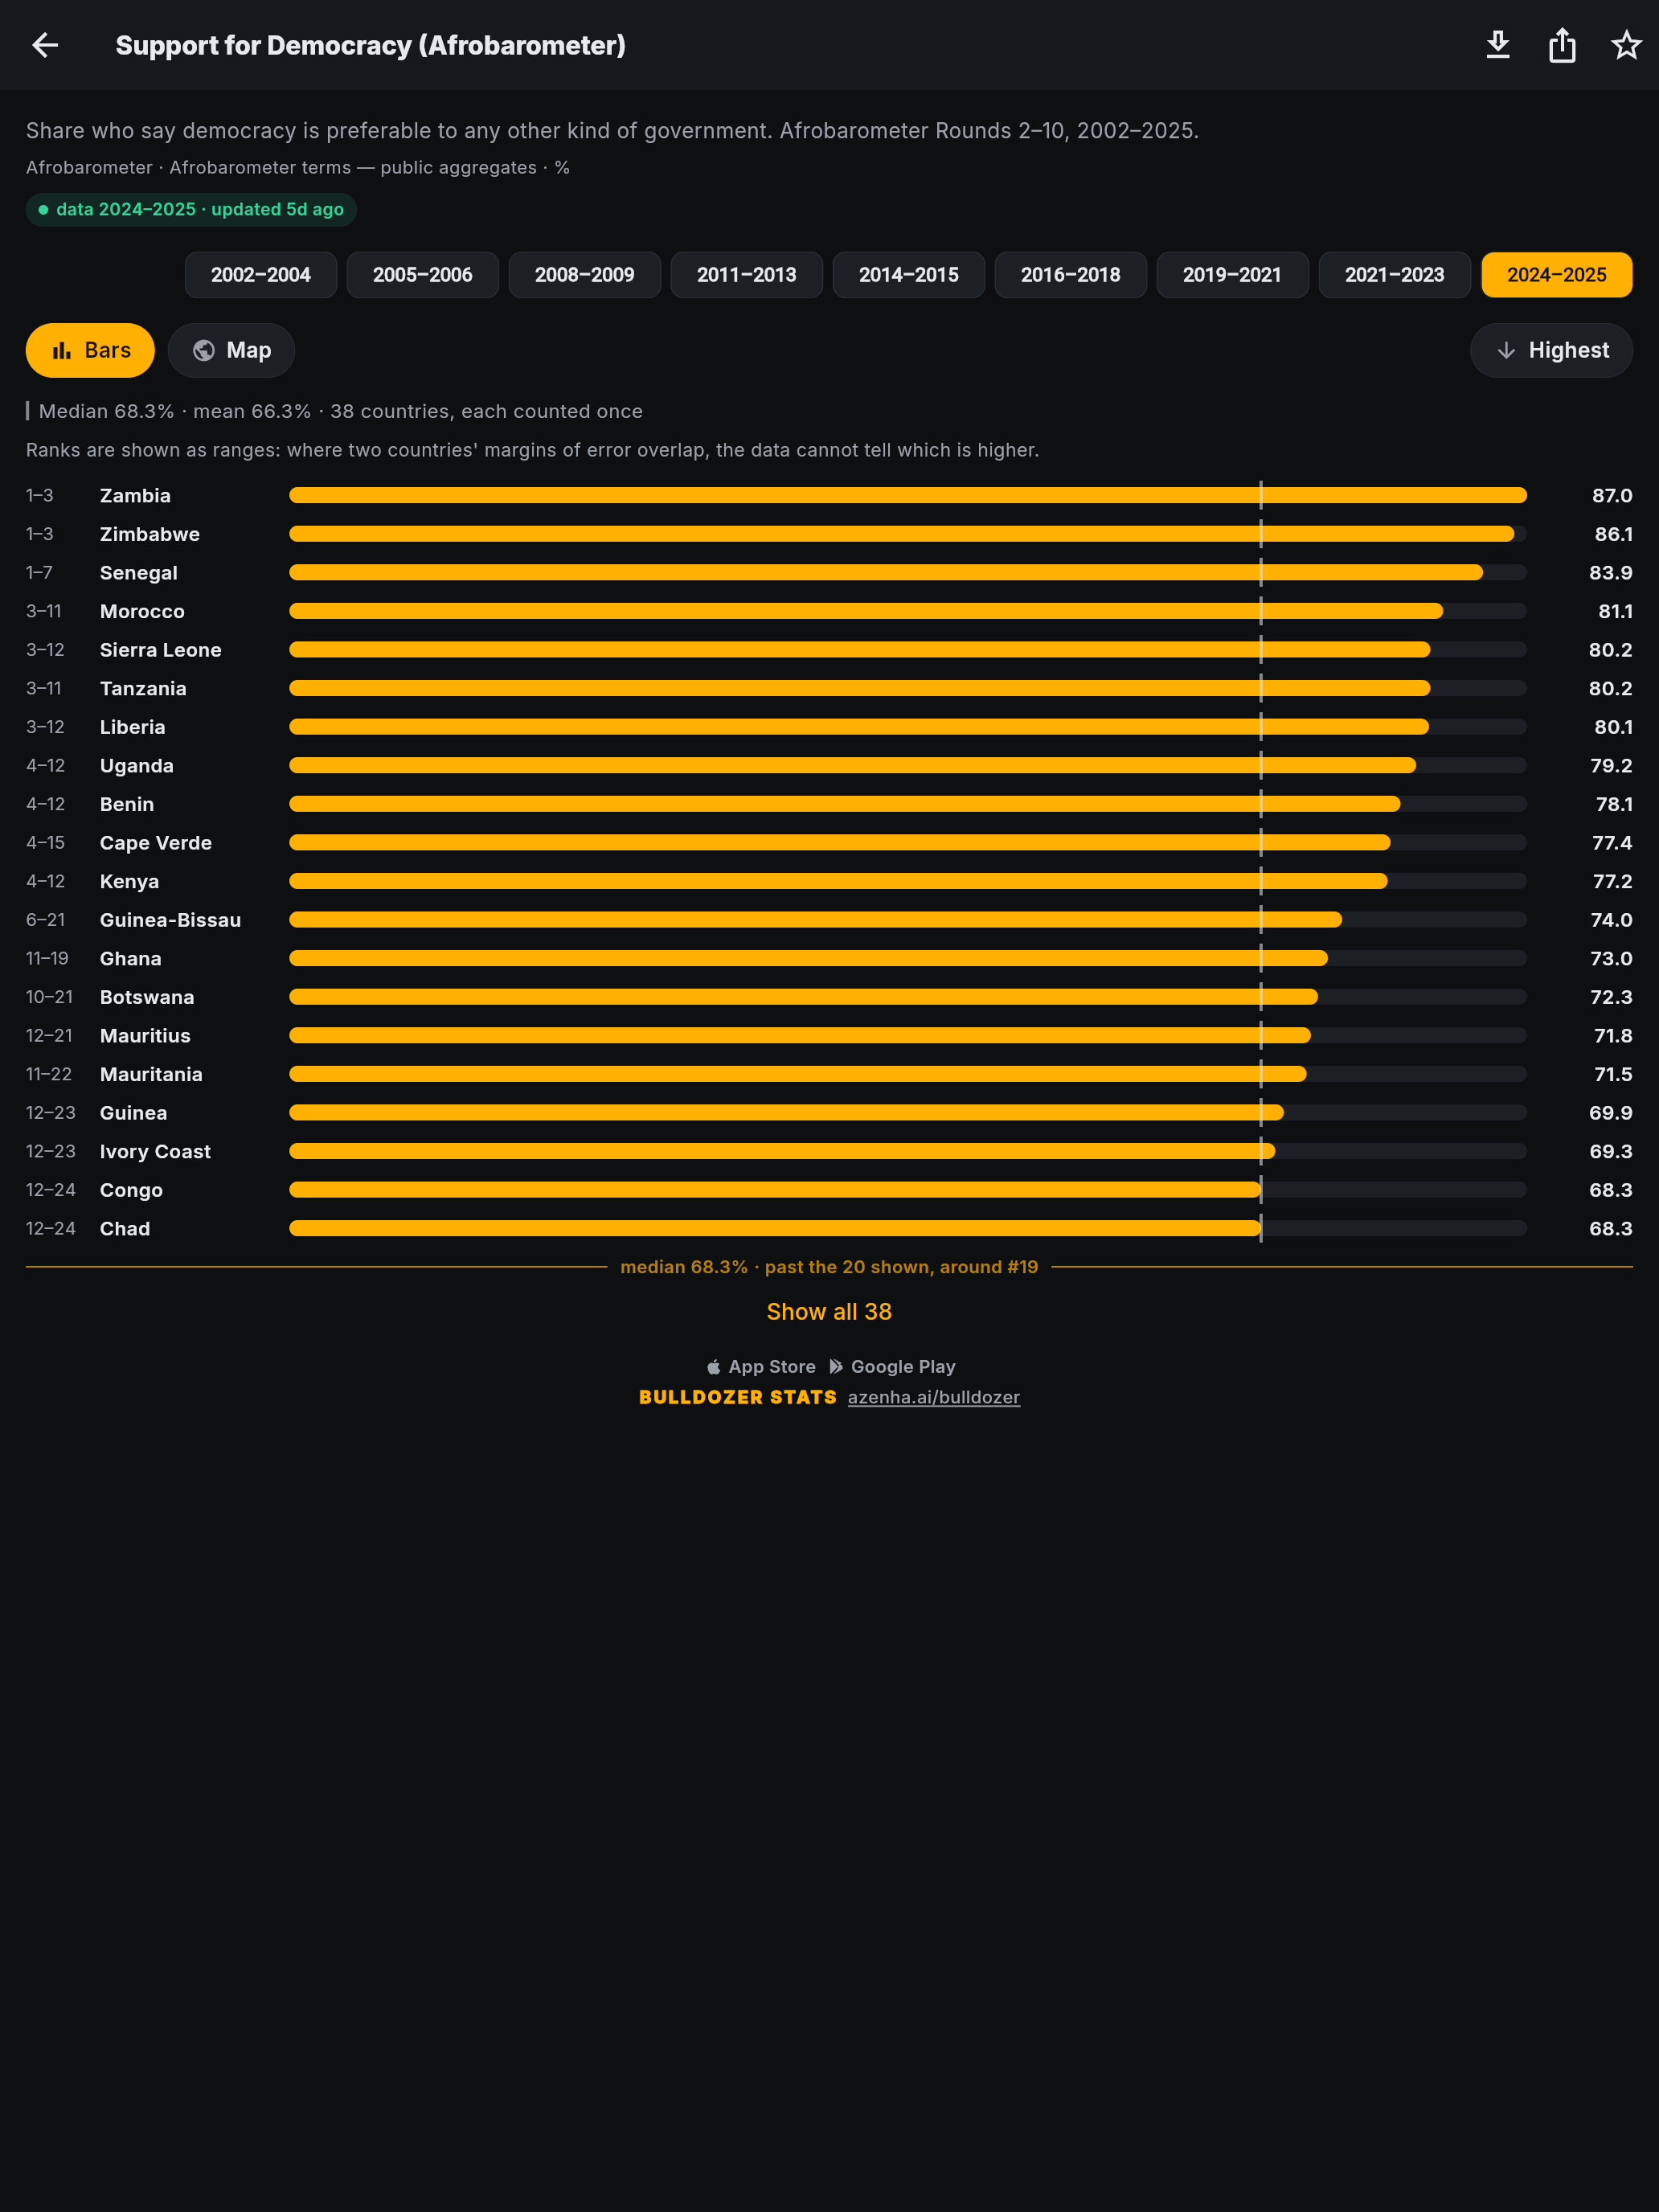 Support for Democracy (Afrobarometer)
Share who say democracy is preferable to any other kind of government. Afrobarometer Rounds 2–10, 2002–2025.
Afrobarometer · Afrobarometer terms — public aggregates · %
data 2024–2025 · updated 5d ago
2002–2004 2005–2006 2008–2009 2011–2013 2014–2015 2016–2018 2019–2021 2021–2023 2024–2025
Bars Map Highest
Median 68.3% · mean 66.3% · 38 countries, each counted once
Ranks are shown as ranges: where two countries' margins of error overlap, the data cannot tell which is higher.
1–3 Zambia 87.0
1–3 Zimbabwe 86.1
1–7 Senegal 83.9
3–11 Morocco 81.1
3–12 Sierra Leone 80.2
3–11 Tanzania 80.2
3–12 Liberia 80.1
4–12 Uganda 79.2
4–12 Benin 78.1
4–15 Cape Verde 77.4
4–12 Kenya 77.2
6–21 Guinea-Bissau 74.0
11–19 Ghana 73.0
10–21 Botswana 72.3
12–21 Mauritius 71.8
11–22 Mauritania 71.5
12–23 Guinea 69.9
12–23 Ivory Coast 69.3
12–24 Congo 68.3
12–24 Chad 68.3
median 68.3% · past the 20 shown, around #19
Show all 38
App Store Google Play
BULLDOZER STATS azenha.ai/bulldozer